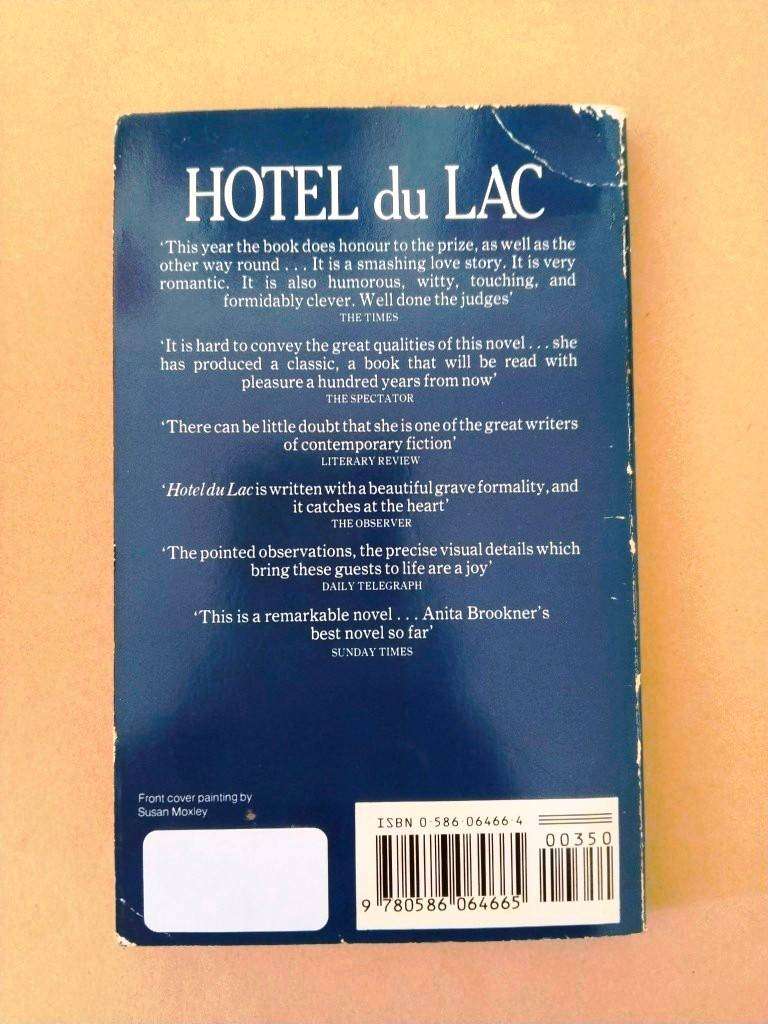 HOTEL du LAC
‘This year the book does honour to the prize, as well as the
other way round . . . It is a smashing love story. It is very
romantic. It is also humorous, witty, touching, and
formidably clever. Well done the judges’
THE TIMES
‘It is hard to convey the great qualities of this novel . . . she
has produced a classic, a book that will be read with
pleasure a hundred years from now’
THE SPECTATOR
‘There can be little doubt that she is one of the great writers
of contemporary fiction’
LITERARY REVIEW
‘Hotel du Lac is written with a beautiful grave formality, and
it catches at the heart’
THE OBSERVER
‘The pointed observations, the precise visual details which
bring these guests to life are a joy’
DAILY TELEGRAPH
‘This is a remarkable novel . . . Anita Brookner’s
best novel so far’
SUNDAY TIMES
Front cover painting by
Susan Moxley
ISBN 0-586-06466-4
00350
9 780586 064665